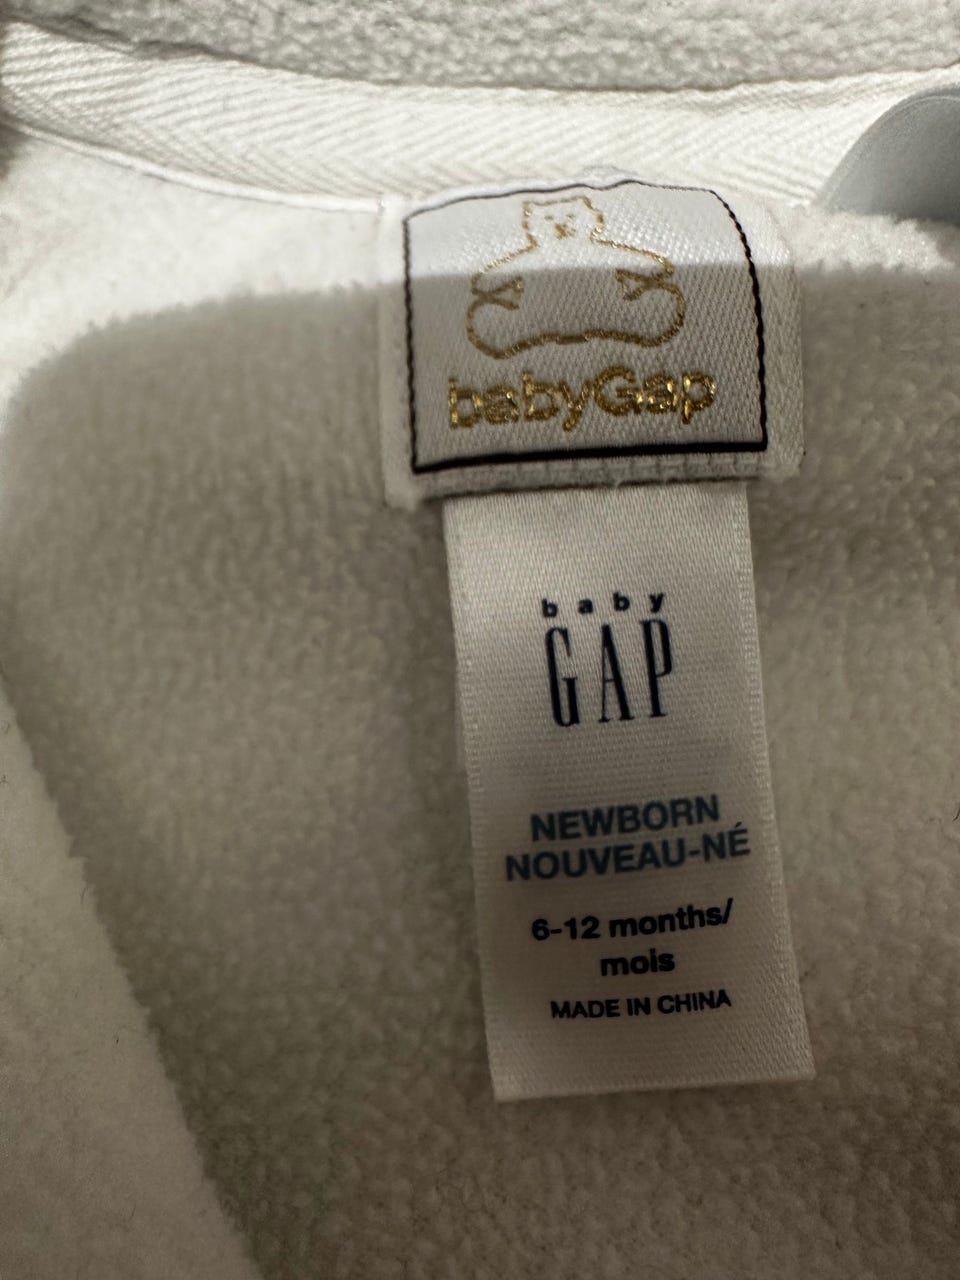 babyGap
baby
GAP
NEWBORN
NOUVEAU-NÉ
6-12 months/
mois
MADE IN CHINA